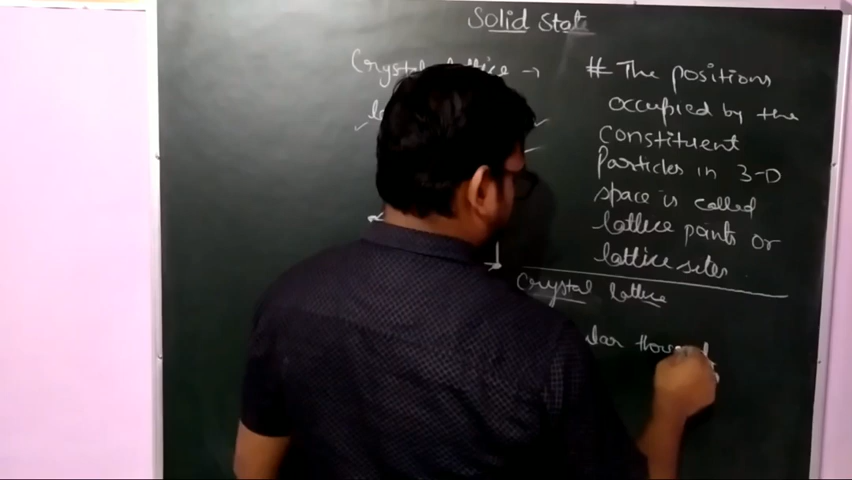 Solid State
Crystal lattice →
# The positions
occupied by the
constituent
Particles in 3-D
space is called
lattice points or
lattice sites
Crystal lattice